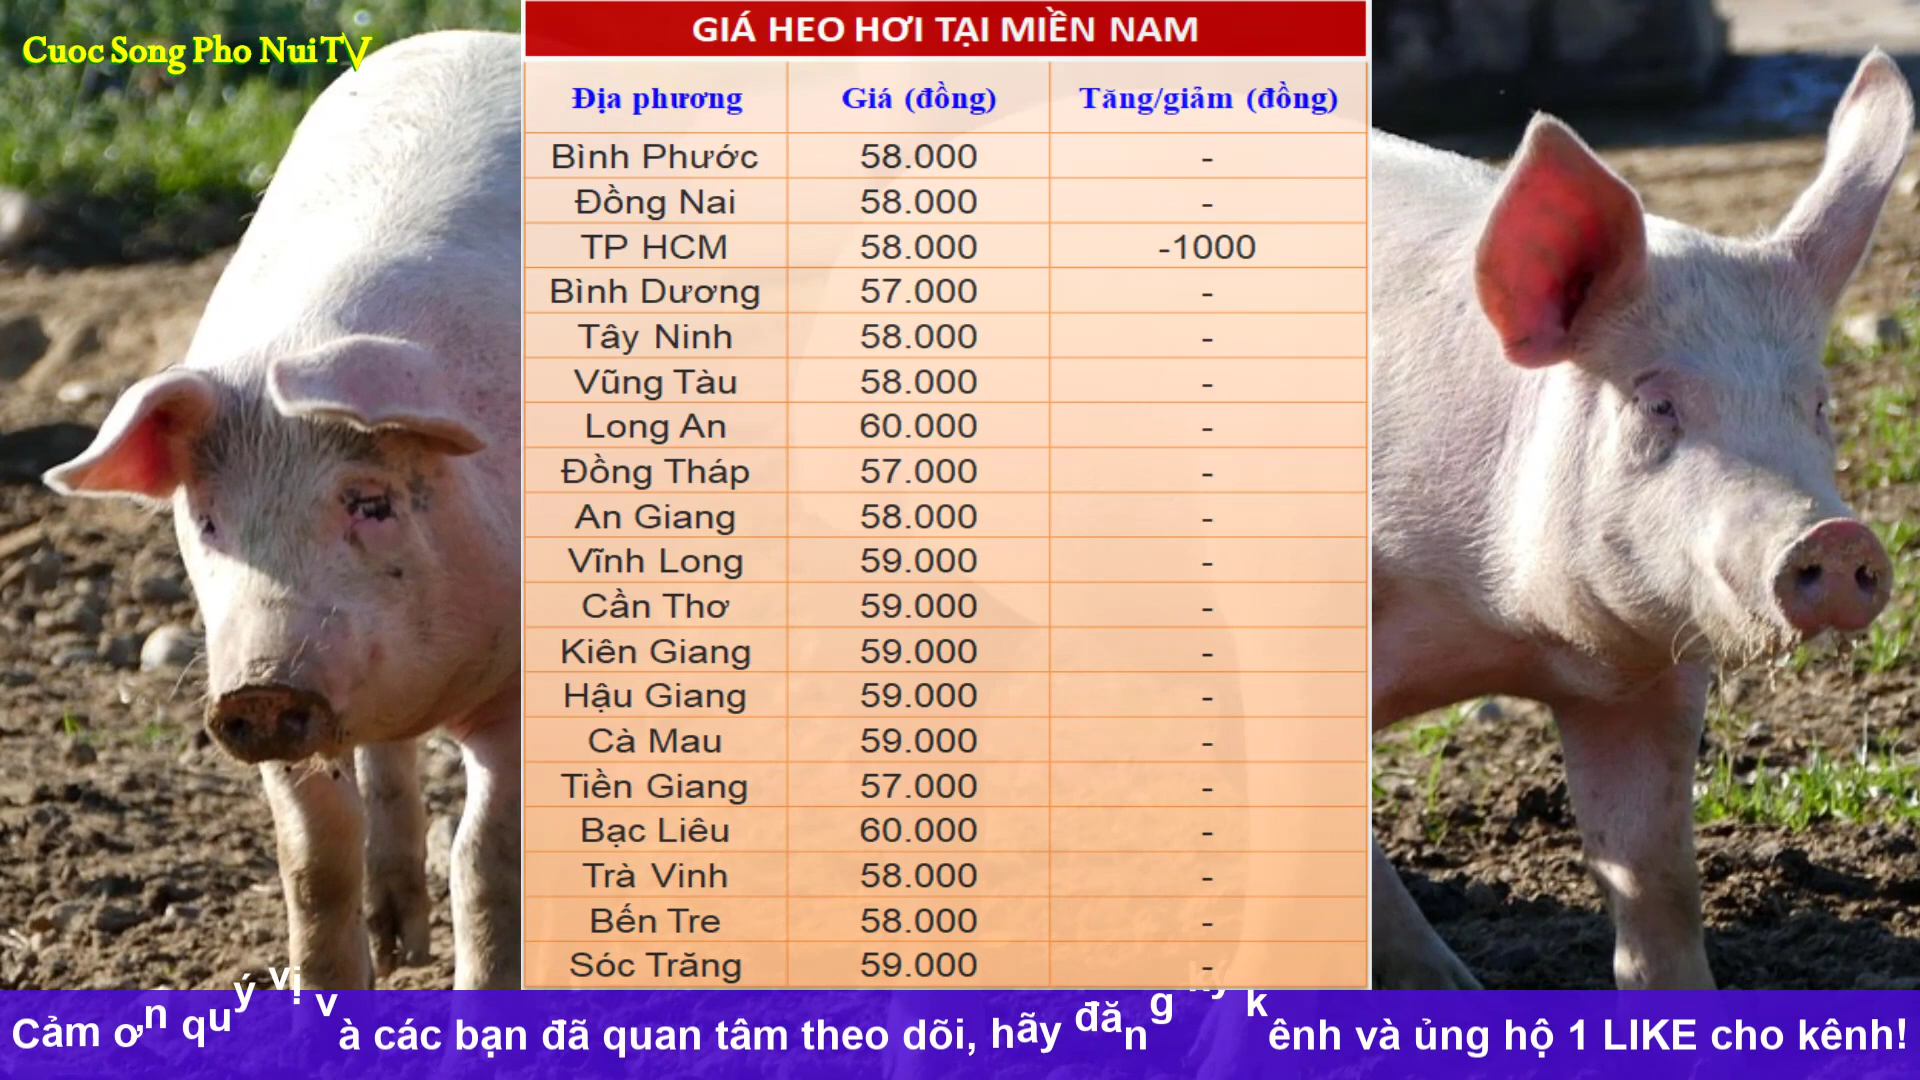 Cuoc Song Pho Nui TV
GIÁ HEO HƠI TẠI MIỀN NAM
Địa phương Giá (đồng) Tăng/giảm (đồng)
Bình Phước 58.000 -
Đồng Nai 58.000 -
TP HCM 58.000 -1000
Bình Dương 57.000 -
Tây Ninh 58.000 -
Vũng Tàu 58.000 -
Long An 60.000 -
Đồng Tháp 57.000 -
An Giang 58.000 -
Vĩnh Long 59.000 -
Cần Thơ 59.000 -
Kiên Giang 59.000 -
Hậu Giang 59.000 -
Cà Mau 59.000 -
Tiền Giang 57.000 -
Bạc Liêu 60.000 -
Trà Vinh 58.000 -
Bến Tre 58.000 -
Sóc Trăng 59.000 -
Cảm ơn quý vị và các bạn đã quan tâm theo dõi, hãy đăng kênh và ủng hộ 1 LIKE cho kênh!